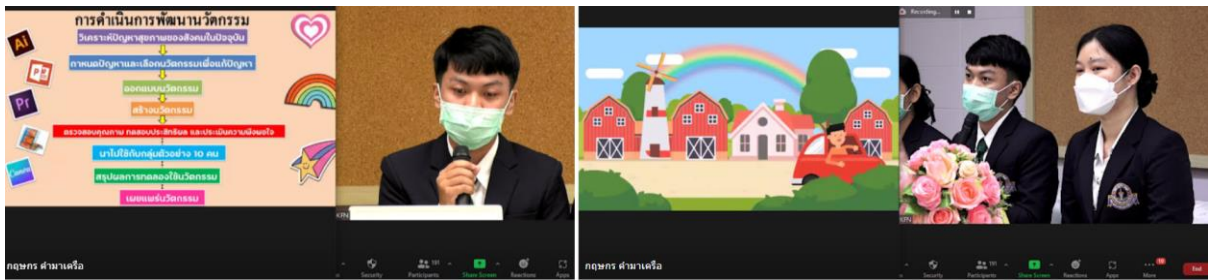 การดำเนินการพัฒนานวัตกรรม
วิเคราะห์ปัญหาสุขภาพของสังคมในปัจจุบัน
กำหนดปัญหาและเลือกนวัตกรรมเพื่อแก้ปัญหา
ออกแบบนวัตกรรม
สร้างนวัตกรรม
ตรวจสอบคุณภาพ ทดสอบประสิทธิผล และประเมินความพึงพอใจ
นำไปใช้กับกลุ่มตัวอย่าง 10 คน
สรุปผลการทดลองใช้นวัตกรรม
เผยแพร่นวัตกรรม
Ai
P
Pr
Canva
กฤษกร คำมาเครือ
Security
Participants
Share Screen
Reactions
Apps
Recording...
กฤษกร คำมาเครือ
Security
Participants
Share Screen
Reactions
Apps
More
End